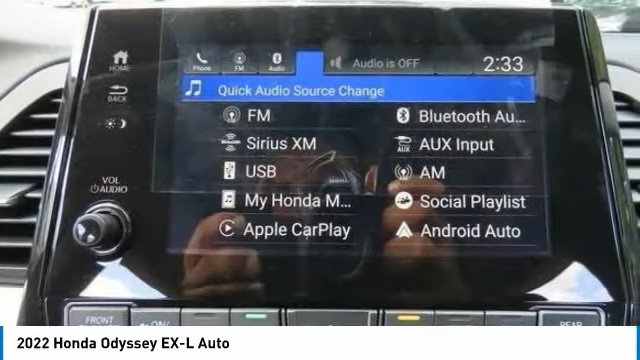 HOME
BACK
VOL
AUDIO
Phone FM Audio Audio is OFF 2:33
Quick Audio Source Change
FM Bluetooth Au...
Sirius XM AUX Input
USB AM
My Honda M... Social Playlist
Apple CarPlay Android Auto
AUX
FRONT ON/ REAR
2022 Honda Odyssey EX-L Auto